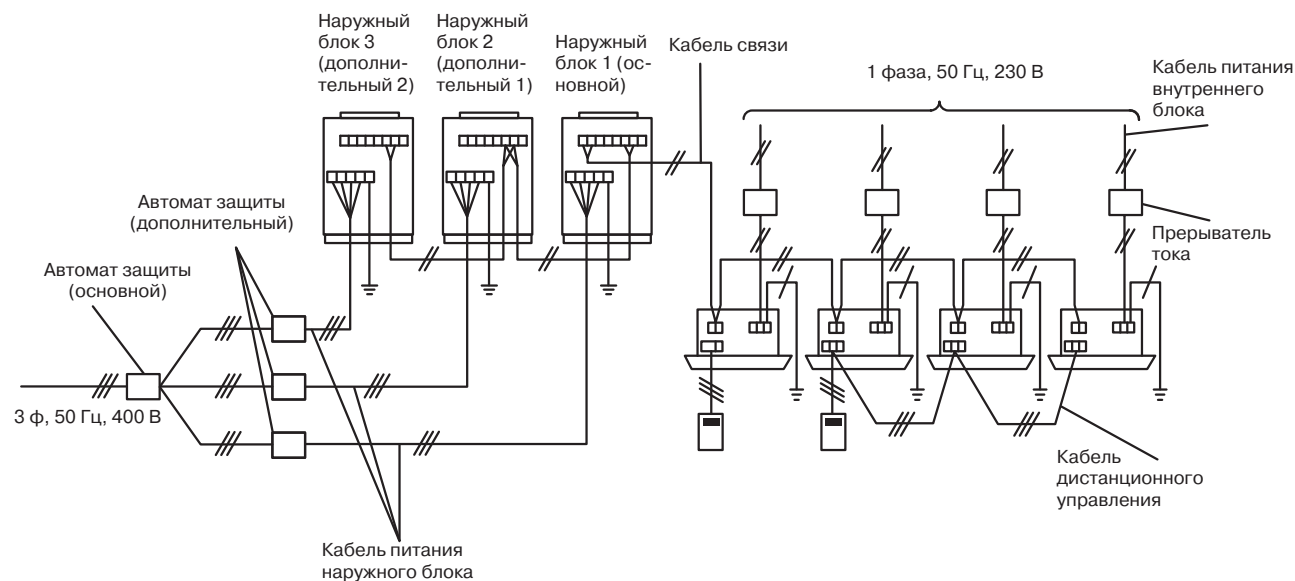 Наружный
блок 3
(дополни-
тельный 2)
Наружный
блок 2
(дополни-
тельный 1)
Наружный
блок 1 (ос-
новной)
Кабель связи
1 фаза, 50 Гц, 230 В
Кабель питания
внутреннего
блока
Автомат защиты
(дополнительный)
Прерыватель
тока
Автомат защиты
(основной)
3 ф, 50 Гц, 400 В
Кабель
дистанционного
управления
Кабель питания
наружного блока